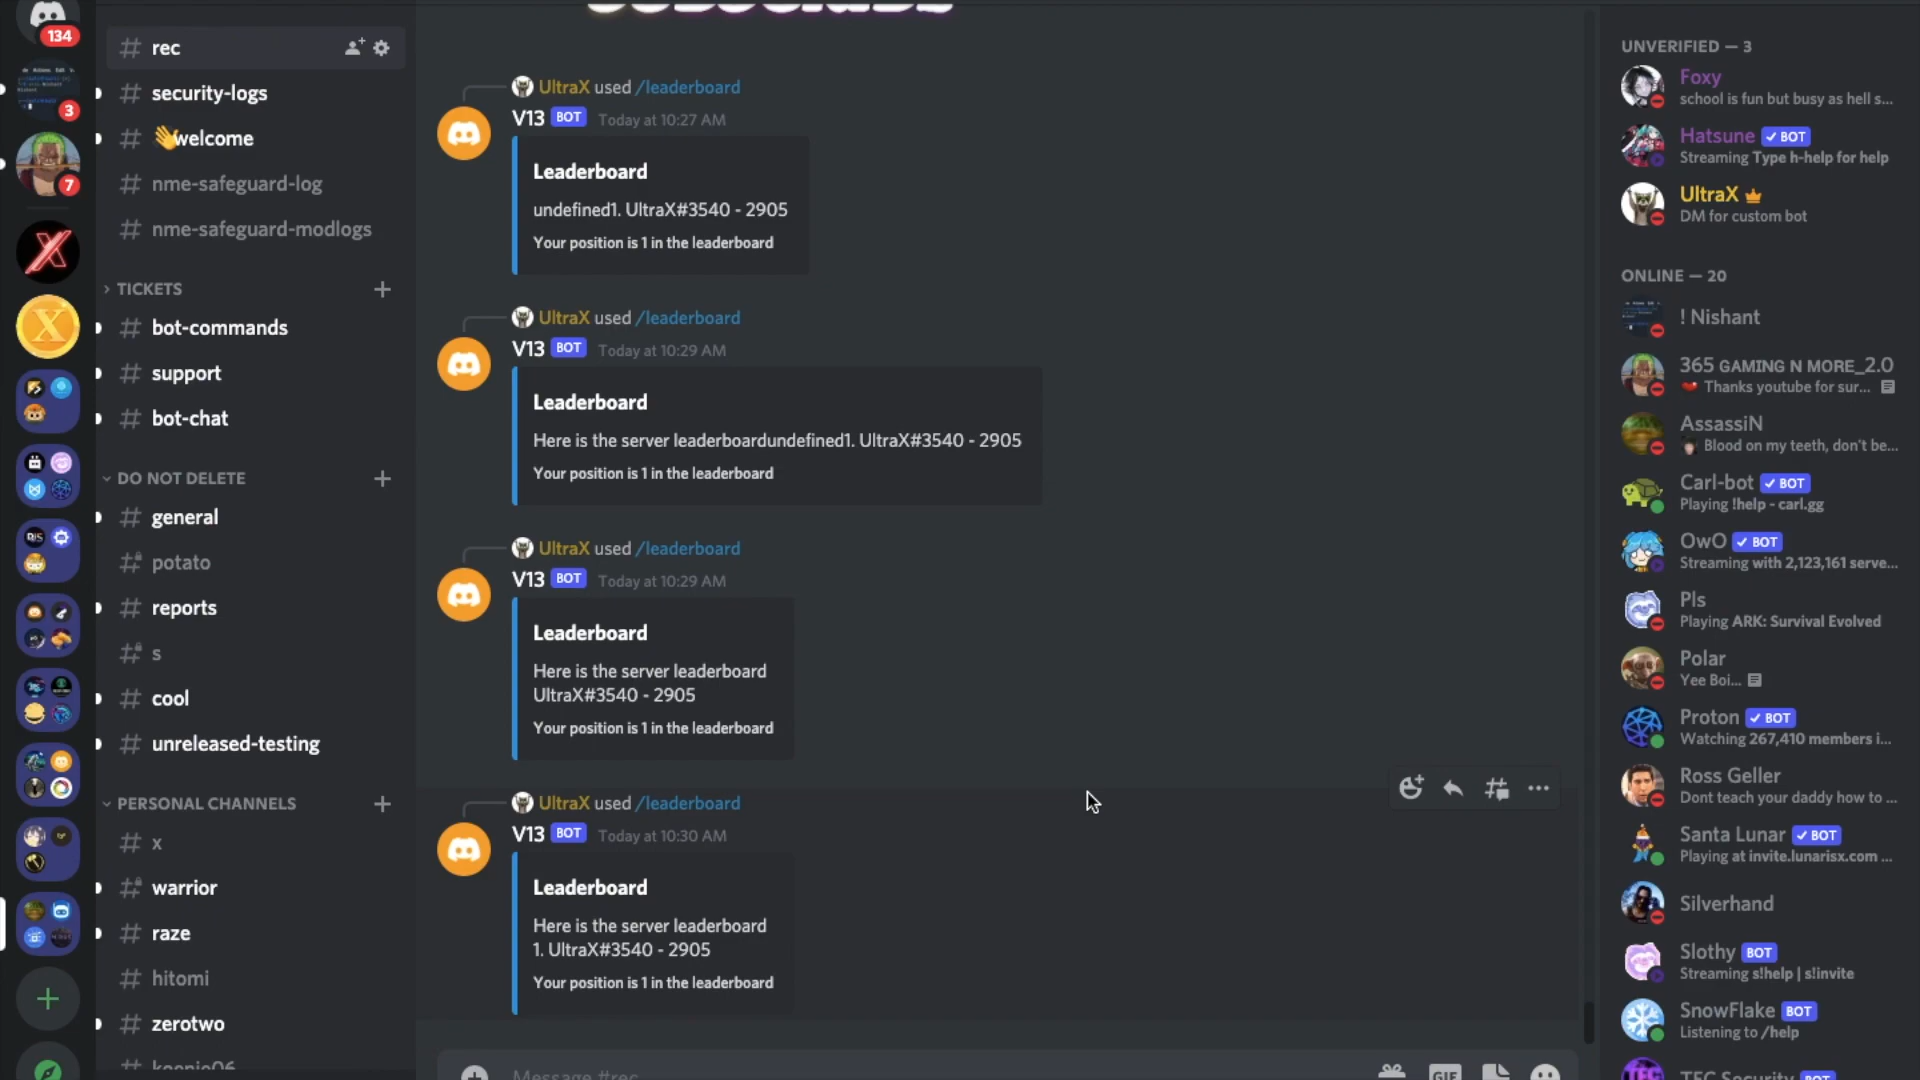 134
3
7
rec
security-logs
welcome
nme-safeguard-log
nme-safeguard-modlogs
TICKETS
bot-commands
support
bot-chat
DO NOT DELETE
general
potato
reports
s
cool
unreleased-testing
PERSONAL CHANNELS
x
warrior
raze
hitomi
zerotwo
UltraX used /leaderboard
V13 BOT Today at 10:27 AM
Leaderboard
undefined1. UltraX#3540 - 2905
Your position is 1 in the leaderboard
UltraX used /leaderboard
V13 BOT Today at 10:29 AM
Leaderboard
Here is the server leaderboardundefined1. UltraX#3540 - 2905
Your position is 1 in the leaderboard
UltraX used /leaderboard
V13 BOT Today at 10:29 AM
Leaderboard
Here is the server leaderboard
UltraX#3540 - 2905
Your position is 1 in the leaderboard
UltraX used /leaderboard
V13 BOT Today at 10:30 AM
Leaderboard
Here is the server leaderboard
1. UltraX#3540 - 2905
Your position is 1 in the leaderboard
Message #rec
GIF
UNVERIFIED — 3
Foxy
school is fun but busy as hell s...
Hatsune BOT
Streaming Type h-help for help
UltraX
DM for custom bot
ONLINE — 20
! Nishant
365 GAMING N MORE_2.0
Thanks youtube for sur...
AssassiN
Blood on my teeth, don't be...
Carl-bot BOT
Playing !help - carl.gg
OwO BOT
Streaming with 2,123,161 serve...
Pls
Playing ARK: Survival Evolved
Polar
Yee Boi...
Proton BOT
Watching 267,410 members i...
Ross Geller
Dont teach your daddy how to ...
Santa Lunar BOT
Playing at invite.lunarisx.com ...
Silverhand
Slothy BOT
Streaming s!help | s!invite
SnowFlake BOT
Listening to /help
TFC Security BOT